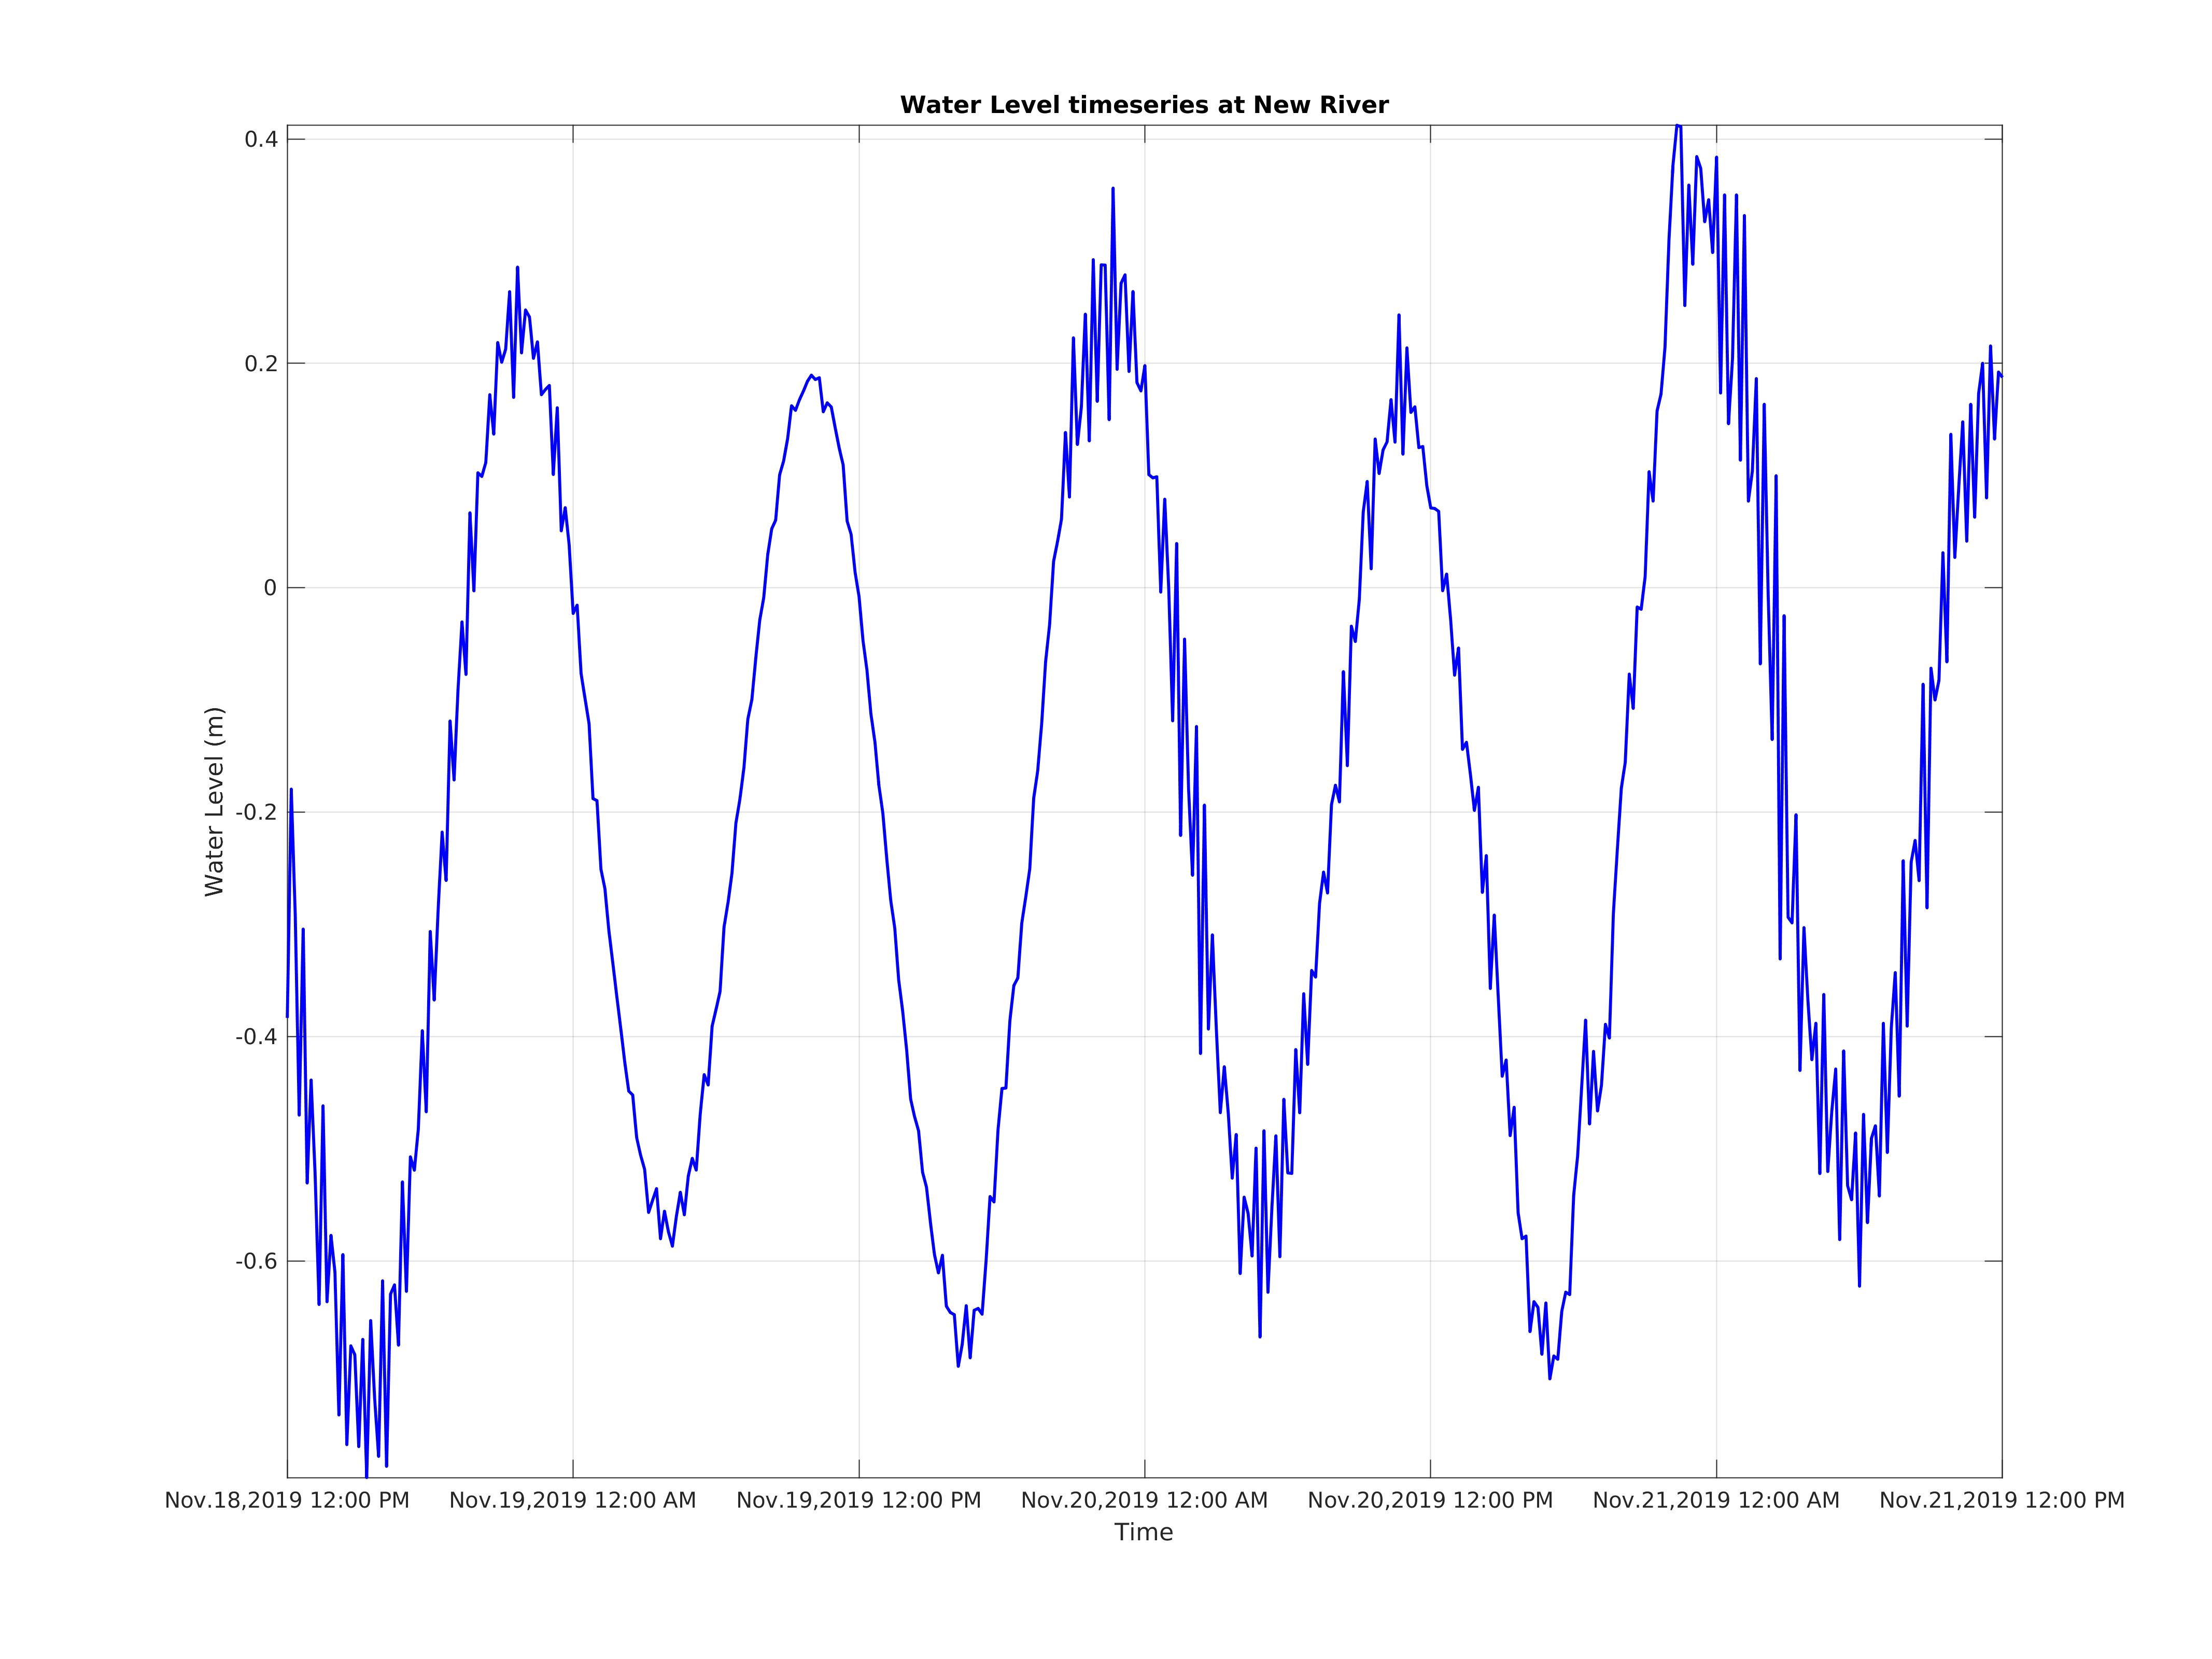 Water Level timeseries at New River
0.4
0.2
0
-0.2
-0.4
-0.6
Water Level (m)
Nov.18,2019 12:00 PM
Nov.19,2019 12:00 AM
Nov.19,2019 12:00 PM
Nov.20,2019 12:00 AM
Nov.20,2019 12:00 PM
Nov.21,2019 12:00 AM
Nov.21,2019 12:00 PM
Time